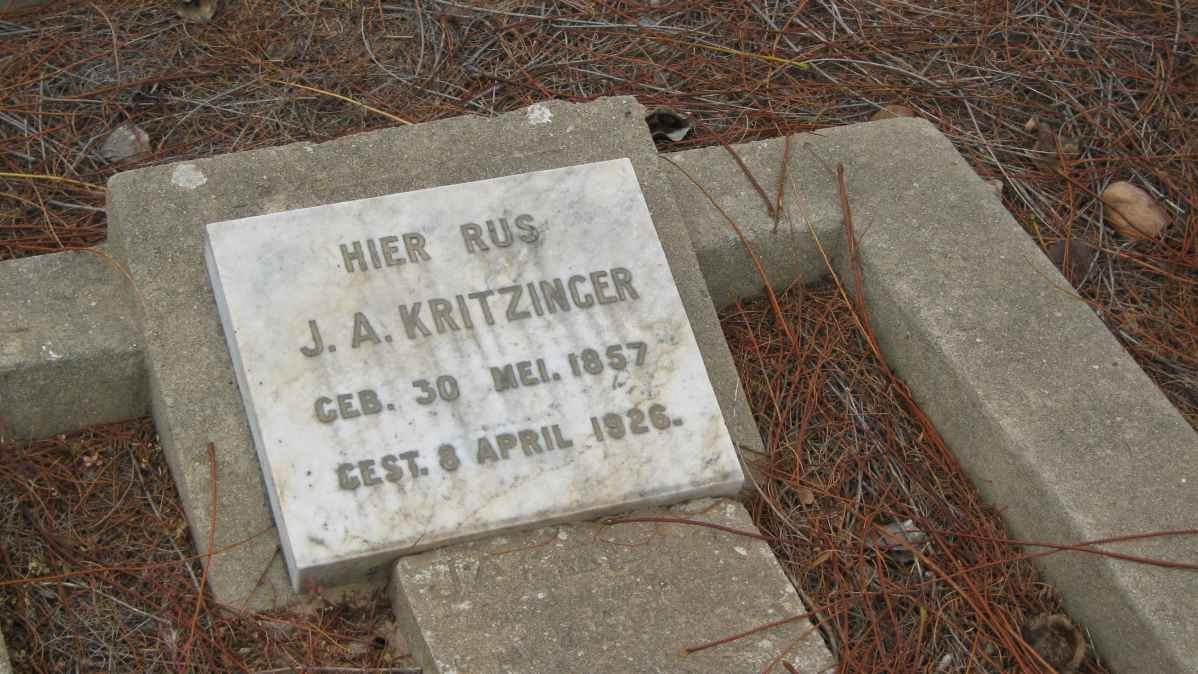 HIER RUS
J. A. KRITZINGER
GEB. 30 MEI. 1857
GEST. 8 APRIL 1926.